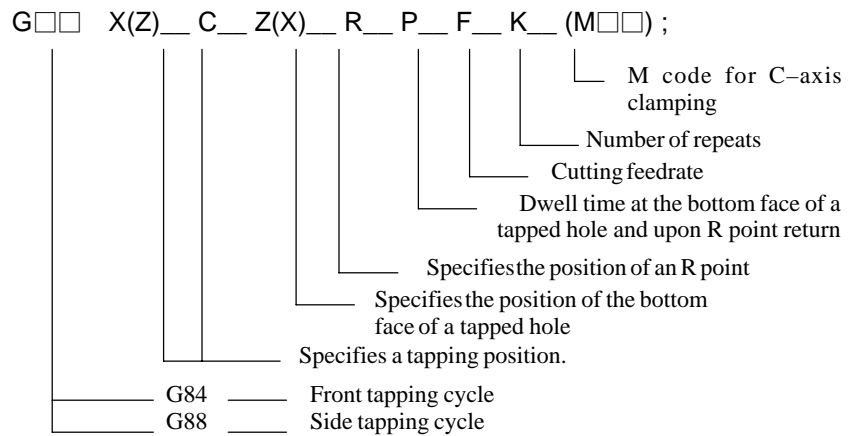 G□□ X(Z)__ C__ Z(X)__ R__ P__ F__ K__ (M□□) ;
M code for C–axis
clamping
Number of repeats
Cutting feedrate
Dwell time at the bottom face of a
tapped hole and upon R point return
Specifies the position of an R point
Specifies the position of the bottom
face of a tapped hole
Specifies a tapping position.
G84 Front tapping cycle
G88 Side tapping cycle